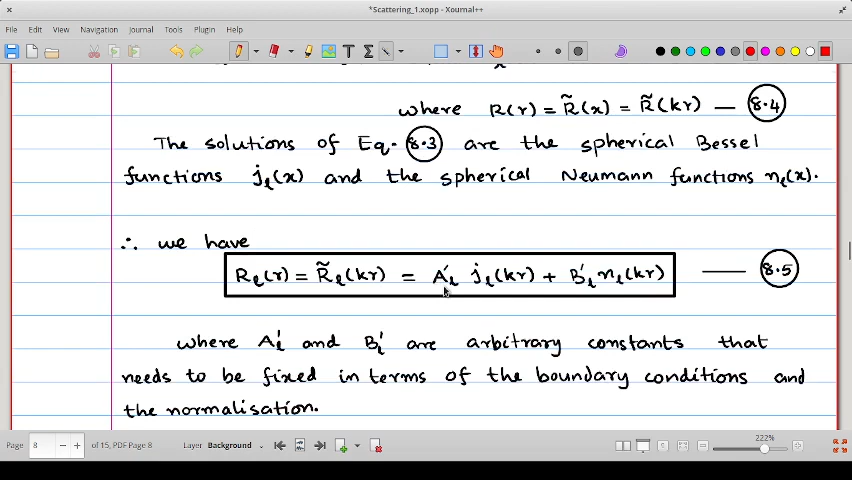 *Scattering_1.xopp - Xournal++
File Edit View Navigation Journal Tools Plugin Help
where R(r) = R̃(x) = R̃(kr) — 8.4
The solutions of Eq. 8.3 are the spherical Bessel
functions jₗ(x) and the spherical Neumann functions nₗ(x).
∴ we have
Rₗ(r) = R̃ₗ(kr) = A'ₗ jₗ(kr) + B'ₗ nₗ(kr) — 8.5
where A'ₗ and B'ₗ are arbitrary constants that
needs to be fixed in terms of the boundary conditions and
the normalisation.
Page 8 − + of 15, PDF Page 8 Layer Background 222%